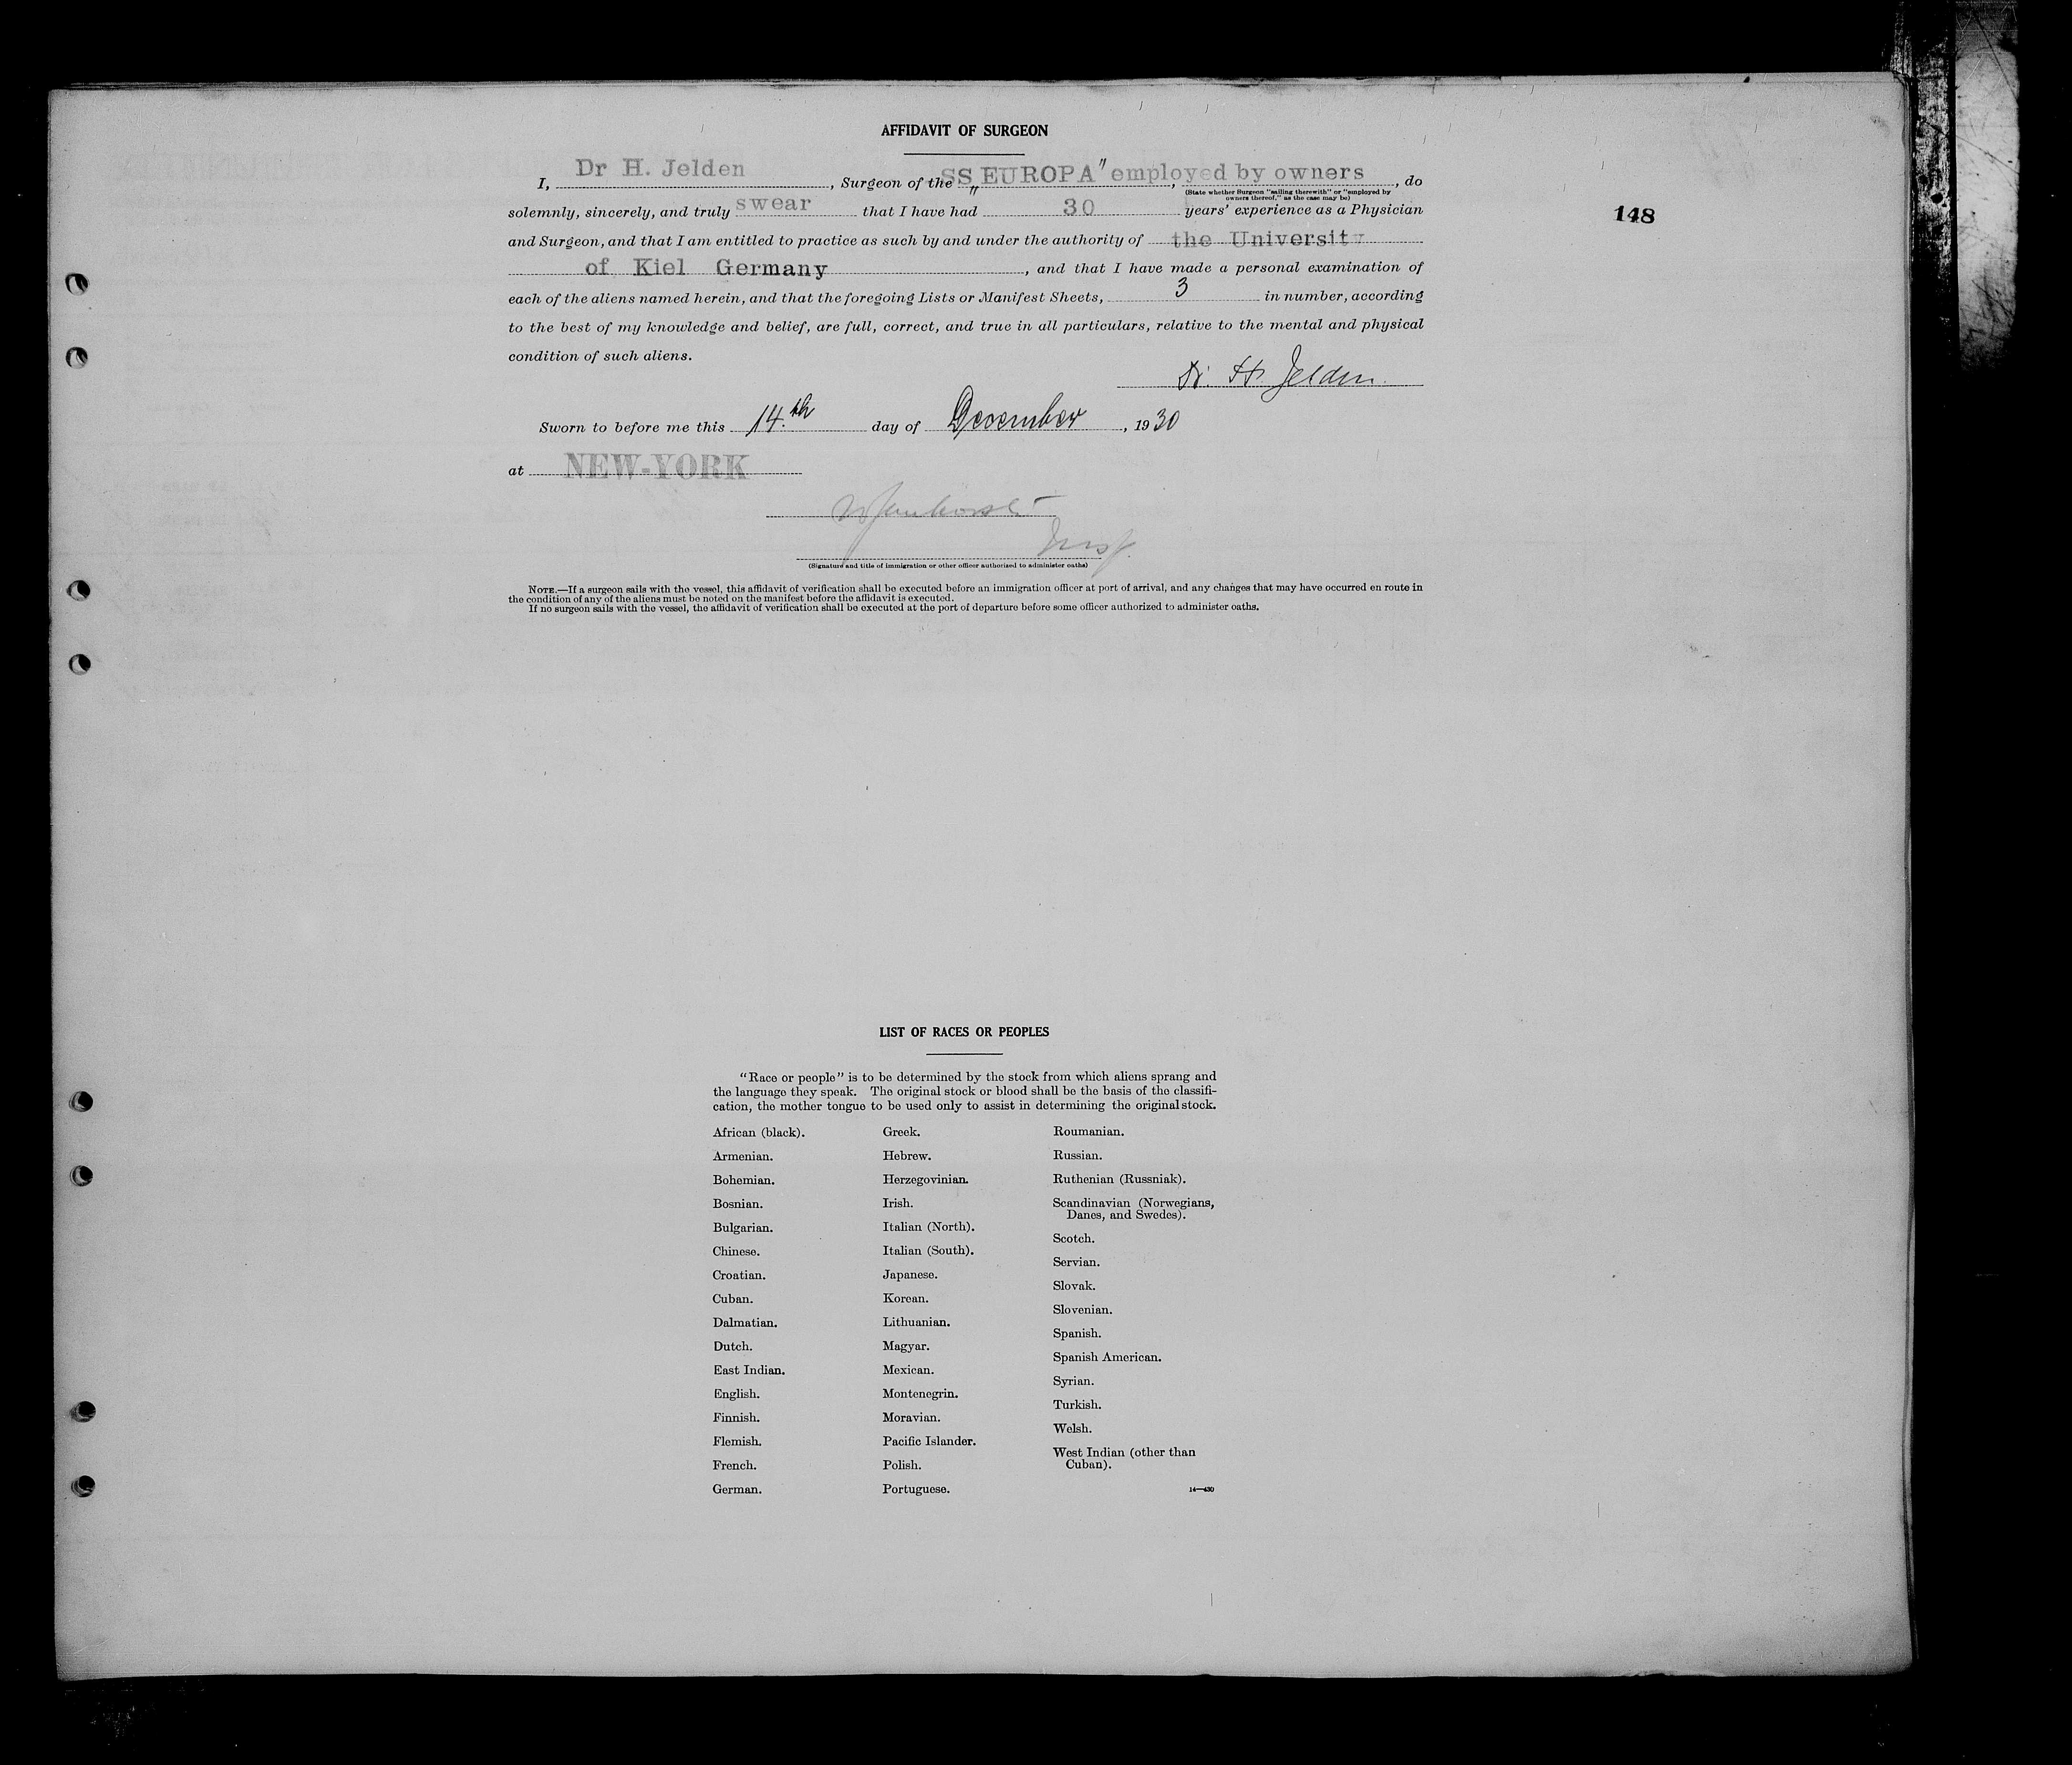 AFFIDAVIT OF SURGEON
I, Dr H. Jelden, Surgeon of the SS „EUROPA" employed by owners, do
(State whether Surgeon "sailing therewith" or "employed by
owners thereof," as the case may be)
solemnly, sincerely, and truly swear that I have had 30 years' experience as a Physician
148
and Surgeon, and that I am entitled to practice as such by and under the authority of the University
of Kiel Germany, and that I have made a personal examination of
each of the aliens named herein, and that the foregoing Lists or Manifest Sheets, 3 in number, according
to the best of my knowledge and belief, are full, correct, and true in all particulars, relative to the mental and physical
condition of such aliens.
Dr. H. Jelden
Sworn to before me this 14.th day of December, 1930
at NEW-YORK
Insp.
(Signature and title of immigration or other officer authorized to administer oaths)
NOTE.—If a surgeon sails with the vessel, this affidavit of verification shall be executed before an immigration officer at port of arrival, and any changes that may have occurred en route in
the condition of any of the aliens must be noted on the manifest before the affidavit is executed.
If no surgeon sails with the vessel, the affidavit of verification shall be executed at the port of departure before some officer authorized to administer oaths.
LIST OF RACES OR PEOPLES
"Race or people" is to be determined by the stock from which aliens sprang and
the language they speak. The original stock or blood shall be the basis of the classifi-
cation, the mother tongue to be used only to assist in determining the original stock.
African (black).
Armenian.
Bohemian.
Bosnian.
Bulgarian.
Chinese.
Croatian.
Cuban.
Dalmatian.
Dutch.
East Indian.
English.
Finnish.
Flemish.
French.
German.
Greek.
Hebrew.
Herzegovinian.
Irish.
Italian (North).
Italian (South).
Japanese.
Korean.
Lithuanian.
Magyar.
Mexican.
Montenegrin.
Moravian.
Pacific Islander.
Polish.
Portuguese.
Roumanian.
Russian.
Ruthenian (Russniak).
Scandinavian (Norwegians,
Danes, and Swedes).
Scotch.
Servian.
Slovak.
Slovenian.
Spanish.
Spanish American.
Syrian.
Turkish.
Welsh.
West Indian (other than
Cuban).
14—430